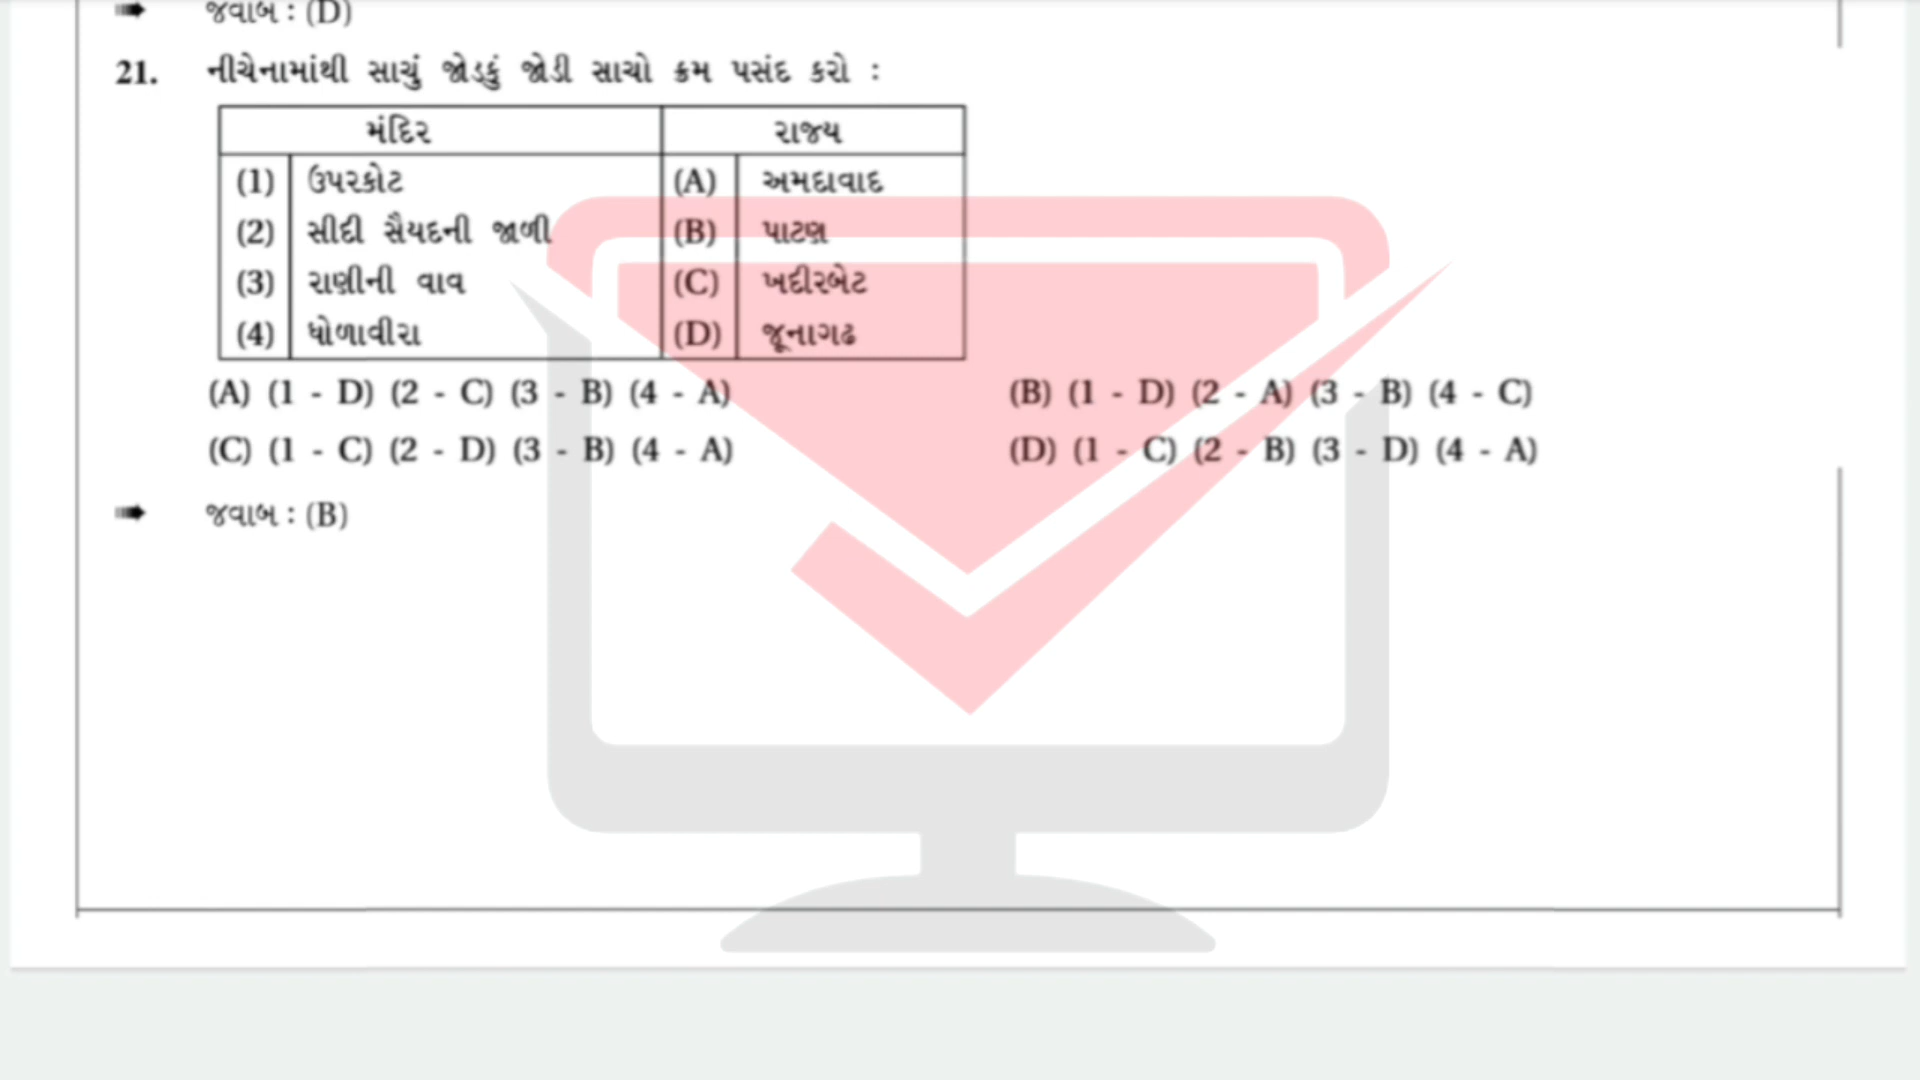 જવાબ : (D)
21. નીચેનામાંથી સાચું જોડકું જોડી સાચો ક્રમ પસંદ કરો :
મંદિર રાજ્ય
(1) ઉપરકોટ (A) અમદાવાદ
(2) સીદી સૈયદની જાળી (B) પાટણ
(3) રાણીની વાવ (C) ખદીરબેટ
(4) ધોળાવીરા (D) જૂનાગઢ
(A) (1 - D) (2 - C) (3 - B) (4 - A) (B) (1 - D) (2 - A) (3 - B) (4 - C)
(C) (1 - C) (2 - D) (3 - B) (4 - A) (D) (1 - C) (2 - B) (3 - D) (4 - A)
જવાબ : (B)